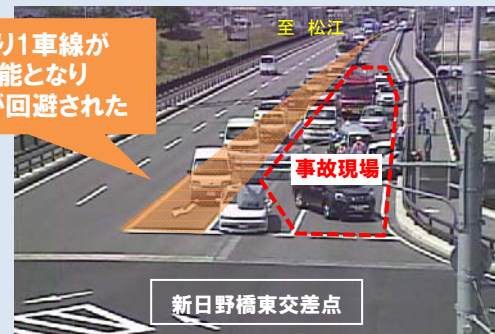 至 松江
り1車線が
能となり
が回避された
事故現場
新日野橋東交差点